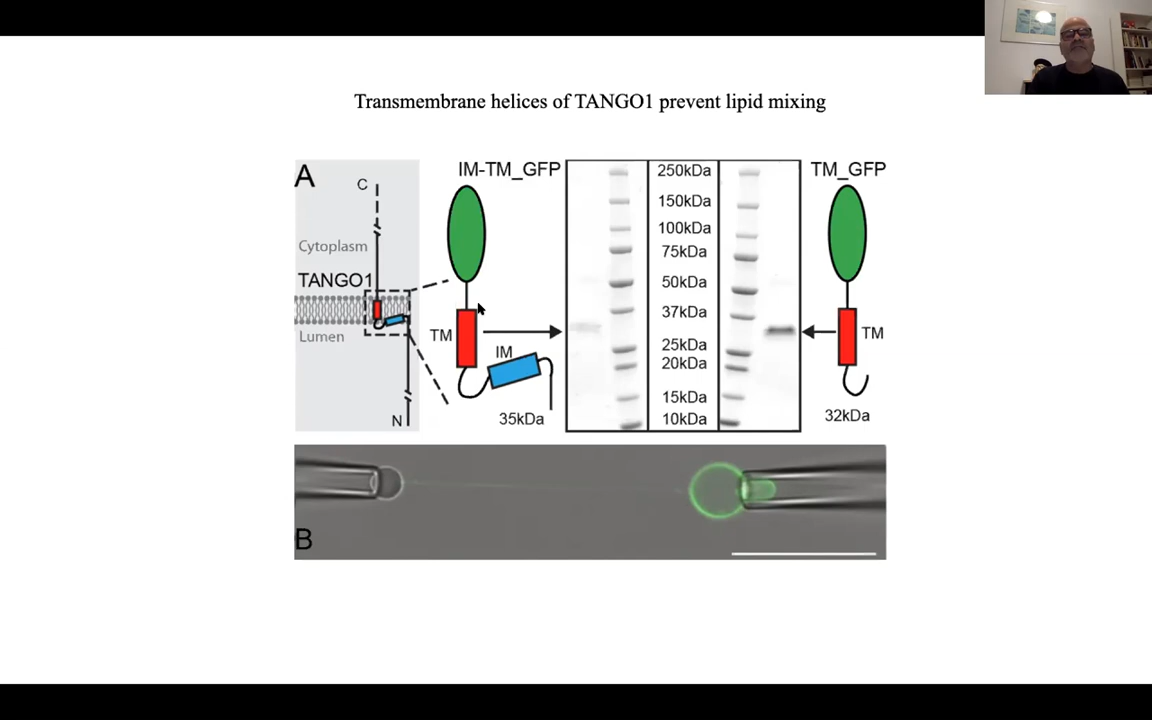 Transmembrane helices of TANGO1 prevent lipid mixing
A
C
Cytoplasm
TANGO1
Lumen
N
IM-TM_GFP
TM
IM
35kDa
250kDa
150kDa
100kDa
75kDa
50kDa
37kDa
25kDa
20kDa
15kDa
10kDa
TM_GFP
TM
32kDa
B